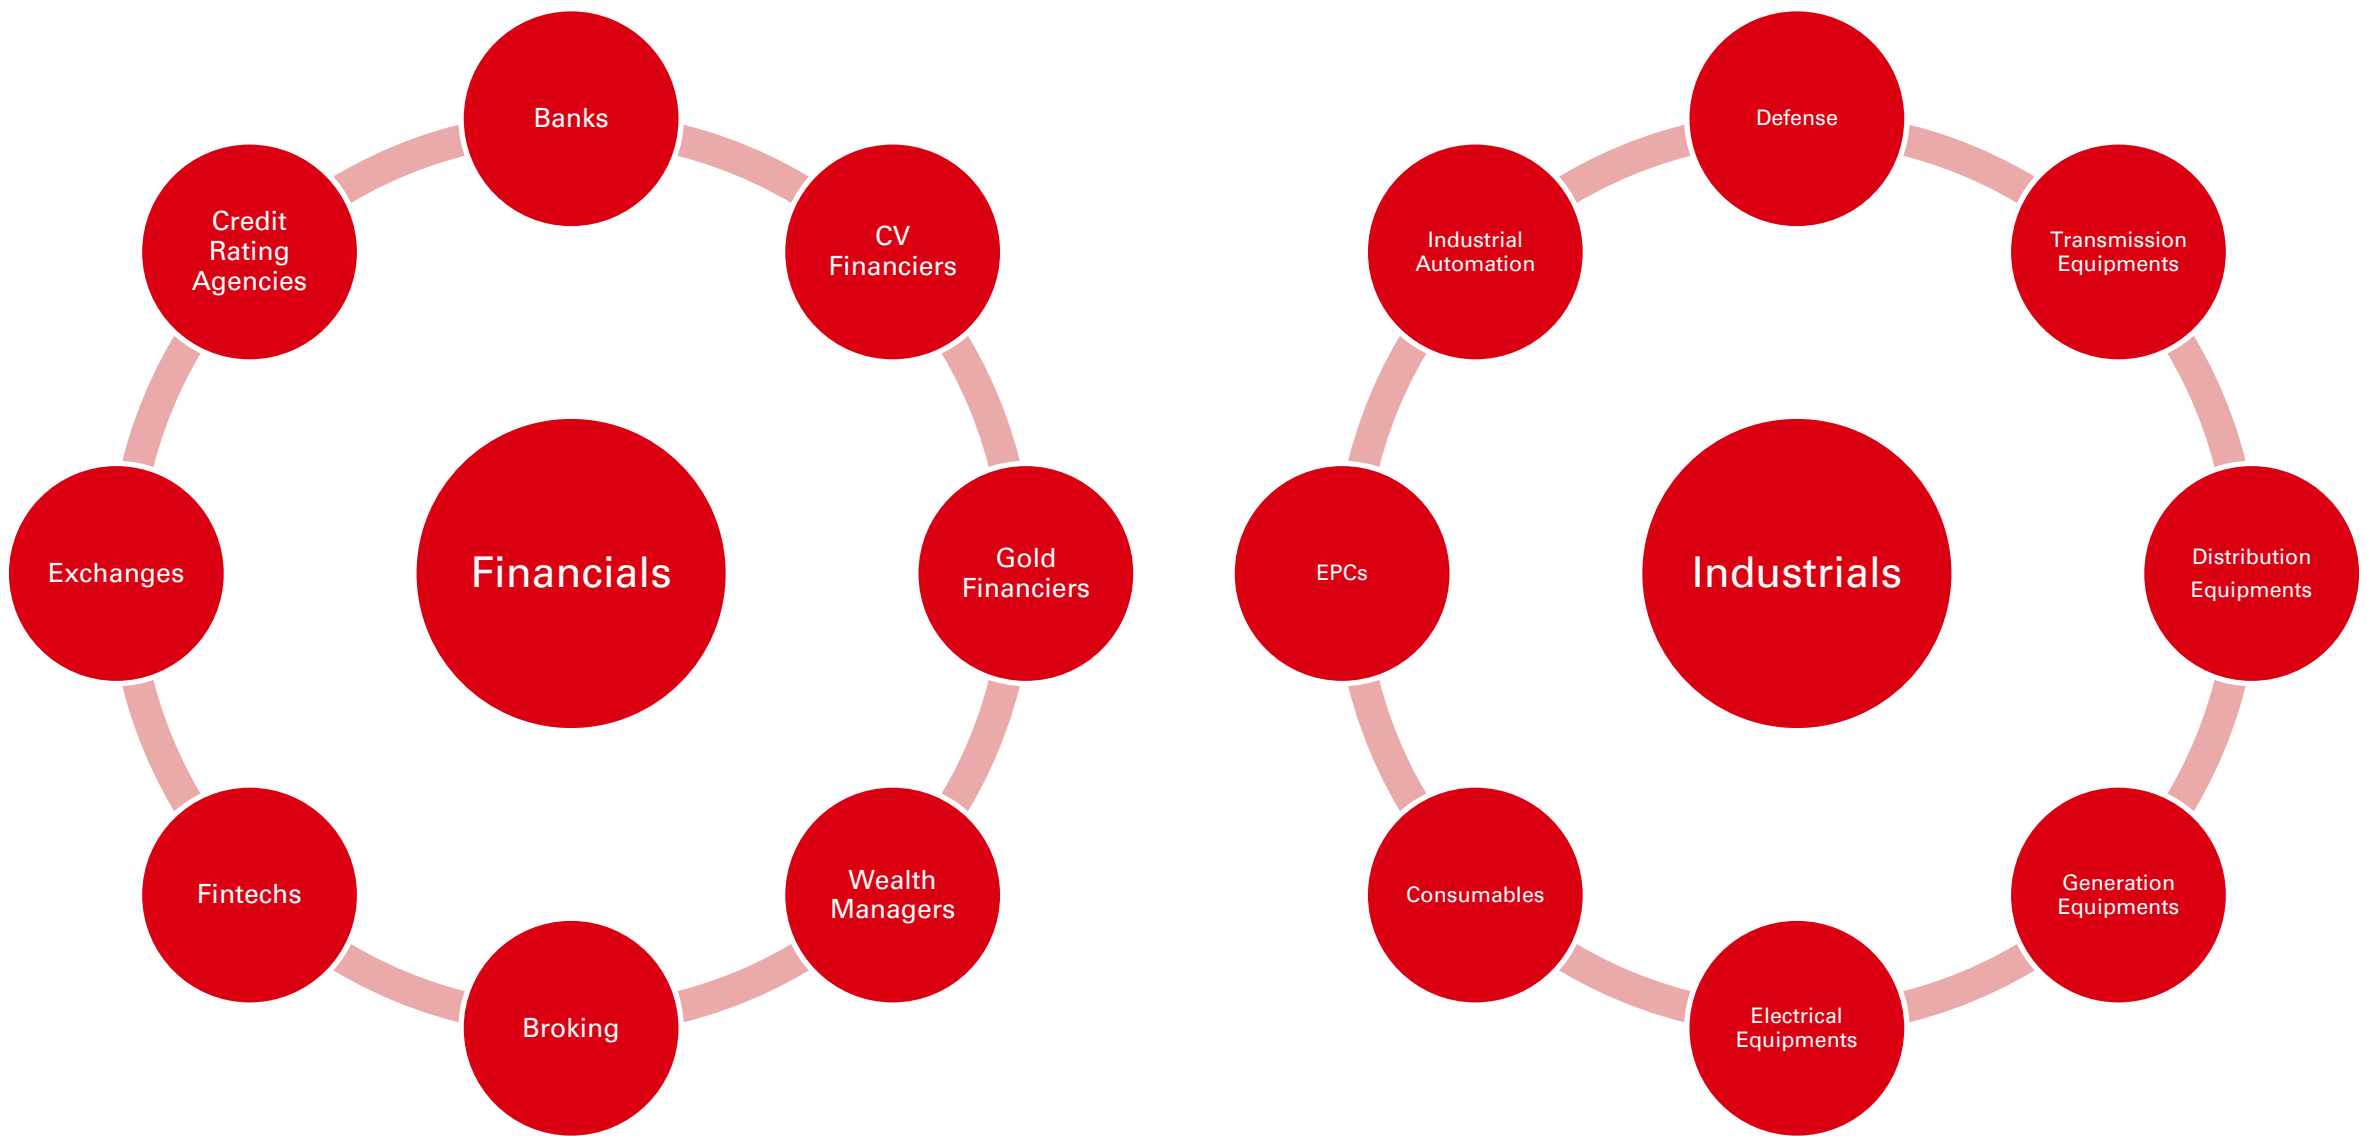 Banks
CV
Financiers
Gold
Financiers
Wealth
Managers
Broking
Fintechs
Exchanges
Credit
Rating
Agencies
Financials
Defense
Transmission
Equipments
Distribution
Equipments
Generation
Equipments
Electrical
Equipments
Consumables
EPCs
Industrial
Automation
Industrials